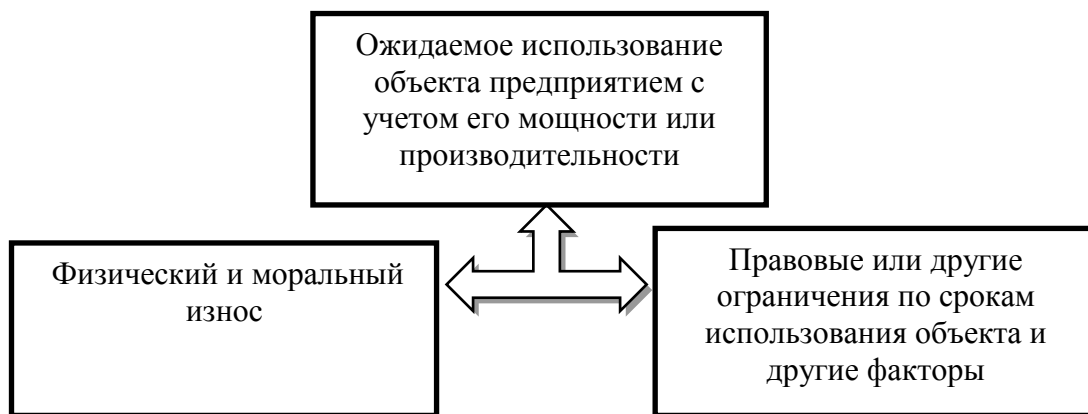 Ожидаемое использование
объекта предприятием с
учетом его мощности или
производительности
Физический и моральный
износ
Правовые или другие
ограничения по срокам
использования объекта и
другие факторы